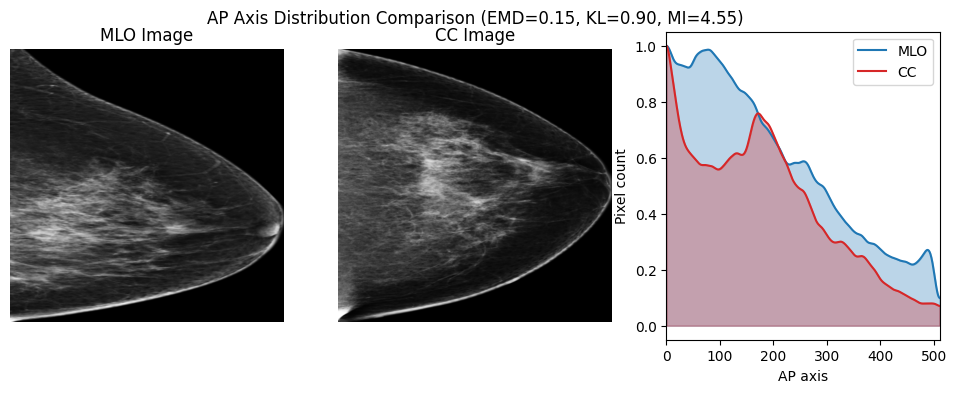 AP Axis Distribution Comparison (EMD=0.15, KL=0.90, MI=4.55)
MLO Image
CC Image
MLO
CC
Pixel count
1.0
0.8
0.6
0.4
0.2
0.0
0 100 200 300 400 500
AP axis